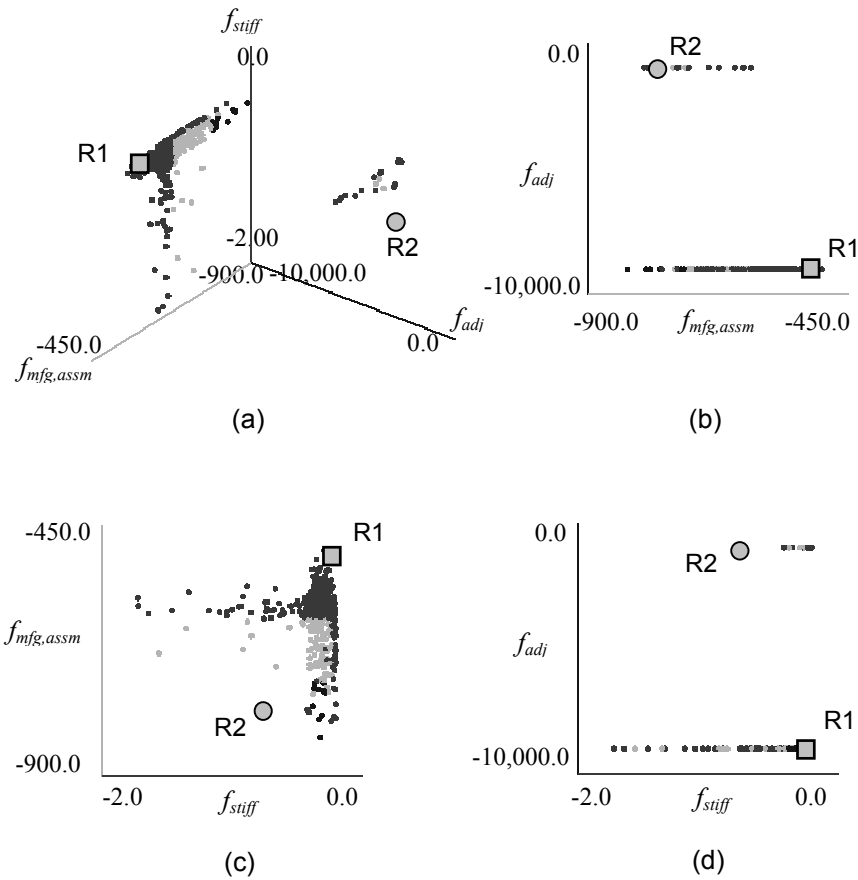 f_stiff
0.0
R1
-2.00
R2
-900.0
-10,000.0
f_adj
0.0
-450.0
f_mfg,assm
(a)
0.0
R2
f_adj
R1
-10,000.0
-900.0
f_mfg,assm
-450.0
(b)
-450.0
R1
f_mfg,assm
R2
-900.0
-2.0
f_stiff
0.0
(c)
0.0
R2
f_adj
R1
-10,000.0
-2.0
f_stiff
0.0
(d)